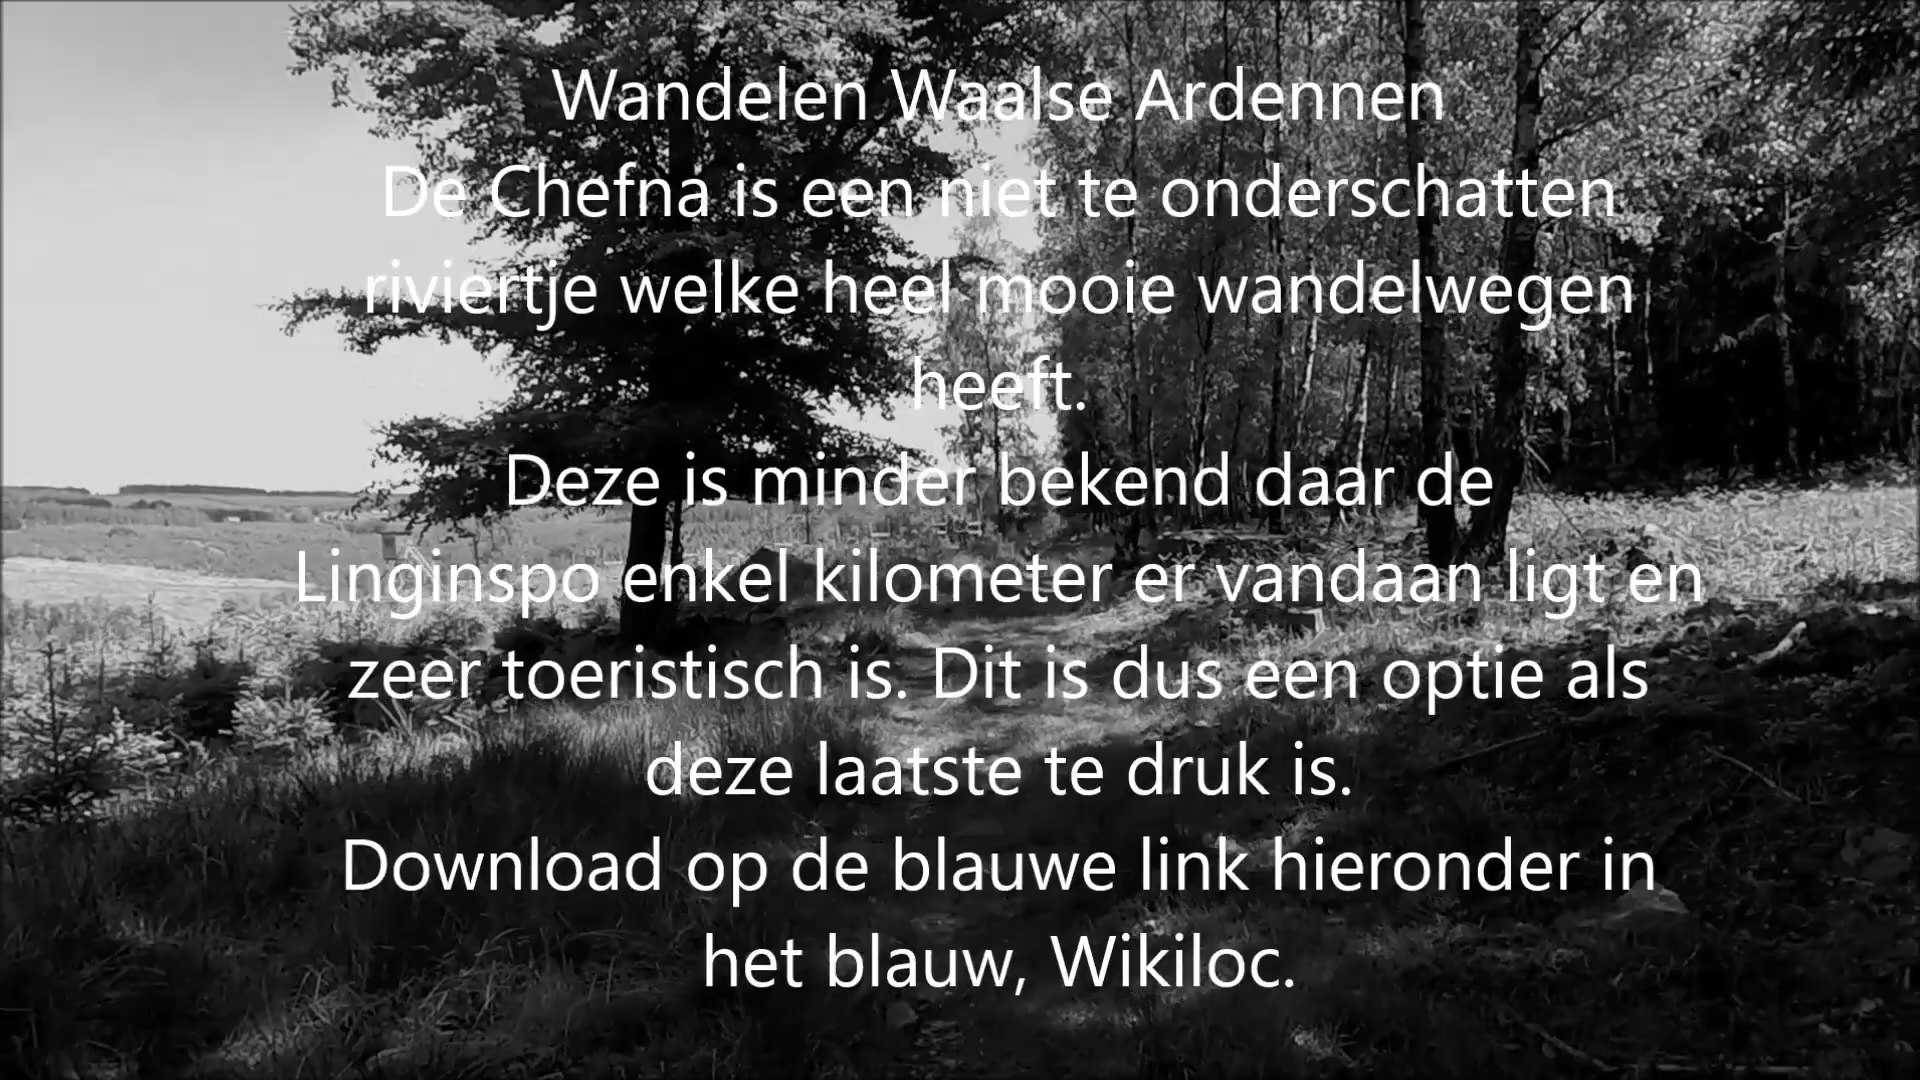 Wandelen Waalse Ardennen
De Chefna is een niet te onderschatten
riviertje welke heel mooie wandelwegen
heeft.
Deze is minder bekend daar de
Linginspo enkel kilometer er vandaan ligt en
zeer toeristisch is. Dit is dus een optie als
deze laatste te druk is.
Download op de blauwe link hieronder in
het blauw, Wikiloc.